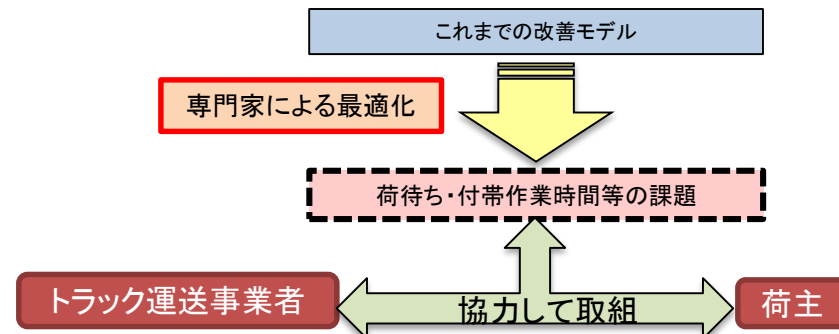 これまでの改善モデル
専門家による最適化
荷待ち・付帯作業時間等の課題
トラック運送事業者
協力して取組
荷主